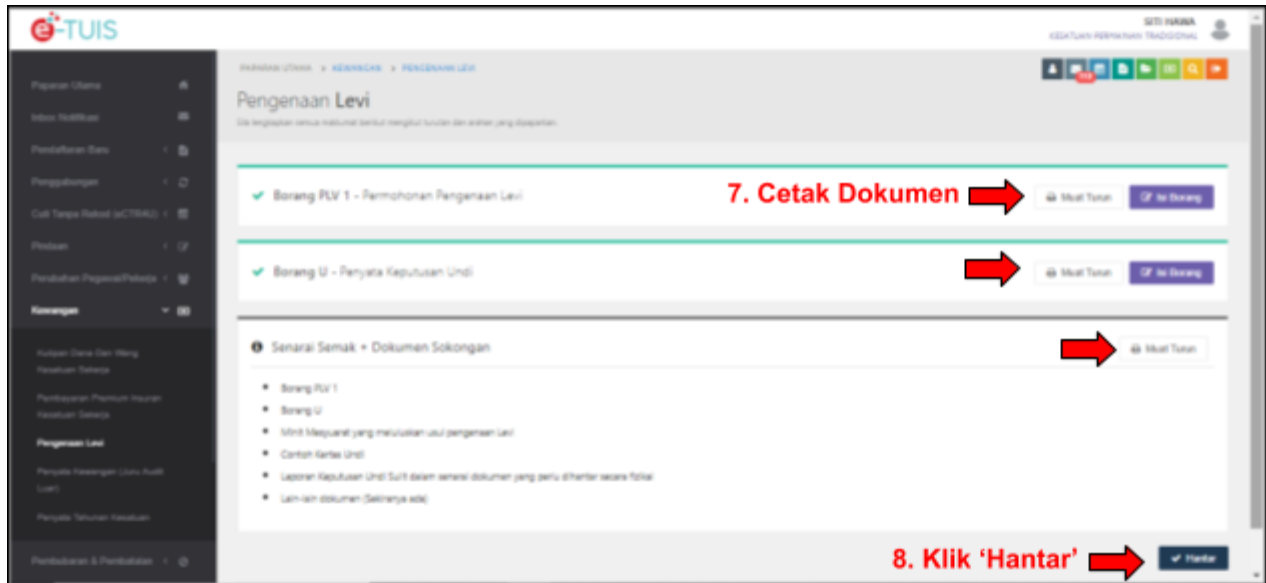 e-TUIS
SITI HAWA
KESATUAN PERMAINAN TRADISIONAL
PAPARAN UTAMA > KEWANGAN > PENGENAAN LEVI
Pengenaan Levi
Sila lengkapkan semua maklumat berikut mengikut turutan dan arahan yang dipaparkan.
Paparan Utama
Inbox Notifikasi
Pendaftaran Baru
Penggabungan
Cuti Tanpa Rekod (eCTR4U)
Pindaan
Perubahan Pegawai/Pekerja
Kewangan
Kutipan Dana Dan Wang
Kesatuan Sekerja
Pembayaran Premium Insuran
Kesatuan Sekerja
Pengenaan Levi
Penyata Kewangan (Juru Audit
Luar)
Penyata Tahunan Kesatuan
Pembubaran & Pembatalan
Borang PLV 1 - Permohonan Pengenaan Levi
7. Cetak Dokumen
Muat Turun
Isi Borang
Borang U - Penyata Keputusan Undi
Muat Turun
Isi Borang
Senarai Semak + Dokumen Sokongan
Muat Turun
Borang PLV 1
Borang U
Minit Mesyuarat yang meluluskan usul pengenaan Levi
Contoh Kertas Undi
Laporan Keputusan Undi Sulit dalam senarai dokumen yang perlu dihantar secara fizikal
Lain-lain dokumen (Sekiranya ada)
8. Klik ‘Hantar’
Hantar